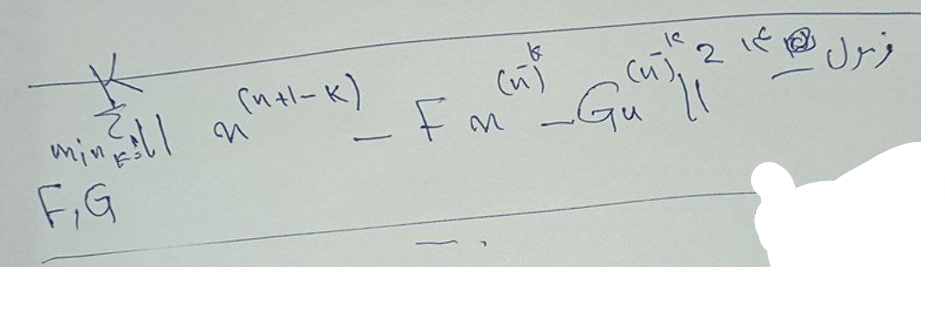 K
min Σ k=1 || x^(n+1-k) - F x^(n-k) - G u^(n-k) ||^2
F, G